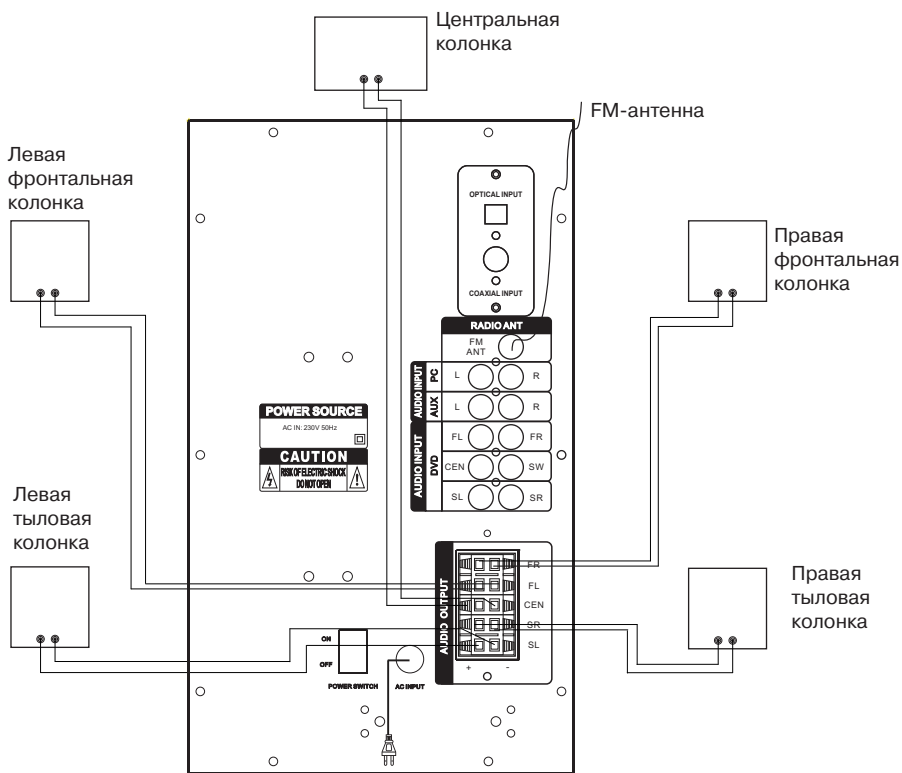 Центральная
колонка
FM-антенна
Левая
фронтальная
колонка
OPTICAL INPUT
COAXIAL INPUT
Правая
фронтальная
колонка
RADIO ANT
FM
ANT
AUDIO INPUT
PC
L
R
AUX
L
R
AUDIO INPUT
DVD
FL
FR
CEN
SW
SL
SR
POWER SOURCE
AC IN: 230V 50Hz
CAUTION
RISK OF ELECTRIC SHOCK
DO NOT OPEN
Левая
тыловая
колонка
AUDIO OUTPUT
FR
FL
CEN
SR
SL
+ -
Правая
тыловая
колонка
ON
OFF
POWER SWITCH
AC INPUT